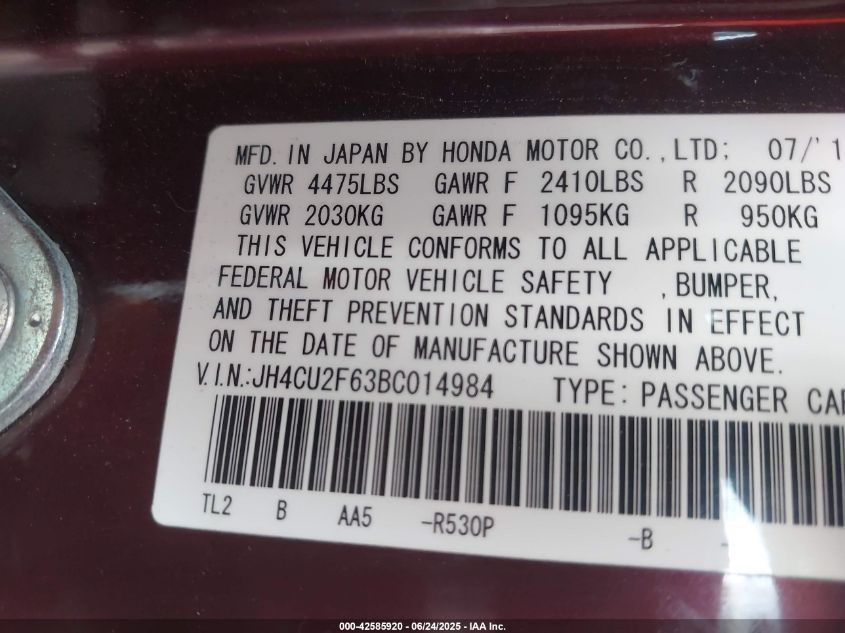 MFD. IN JAPAN BY HONDA MOTOR CO., LTD; 07/'1
GVWR 4475LBS GAWR F 2410LBS R 2090LBS
GVWR 2030KG GAWR F 1095KG R 950KG
THIS VEHICLE CONFORMS TO ALL APPLICABLE
FEDERAL MOTOR VEHICLE SAFETY , BUMPER,
AND THEFT PREVENTION STANDARDS IN EFFECT
ON THE DATE OF MANUFACTURE SHOWN ABOVE.
V.I.N.:JH4CU2F63BC014984 TYPE: PASSENGER CAR
TL2 B AA5 -R530P -B -
000-42585920 - 06/24/2025 - IAA Inc.